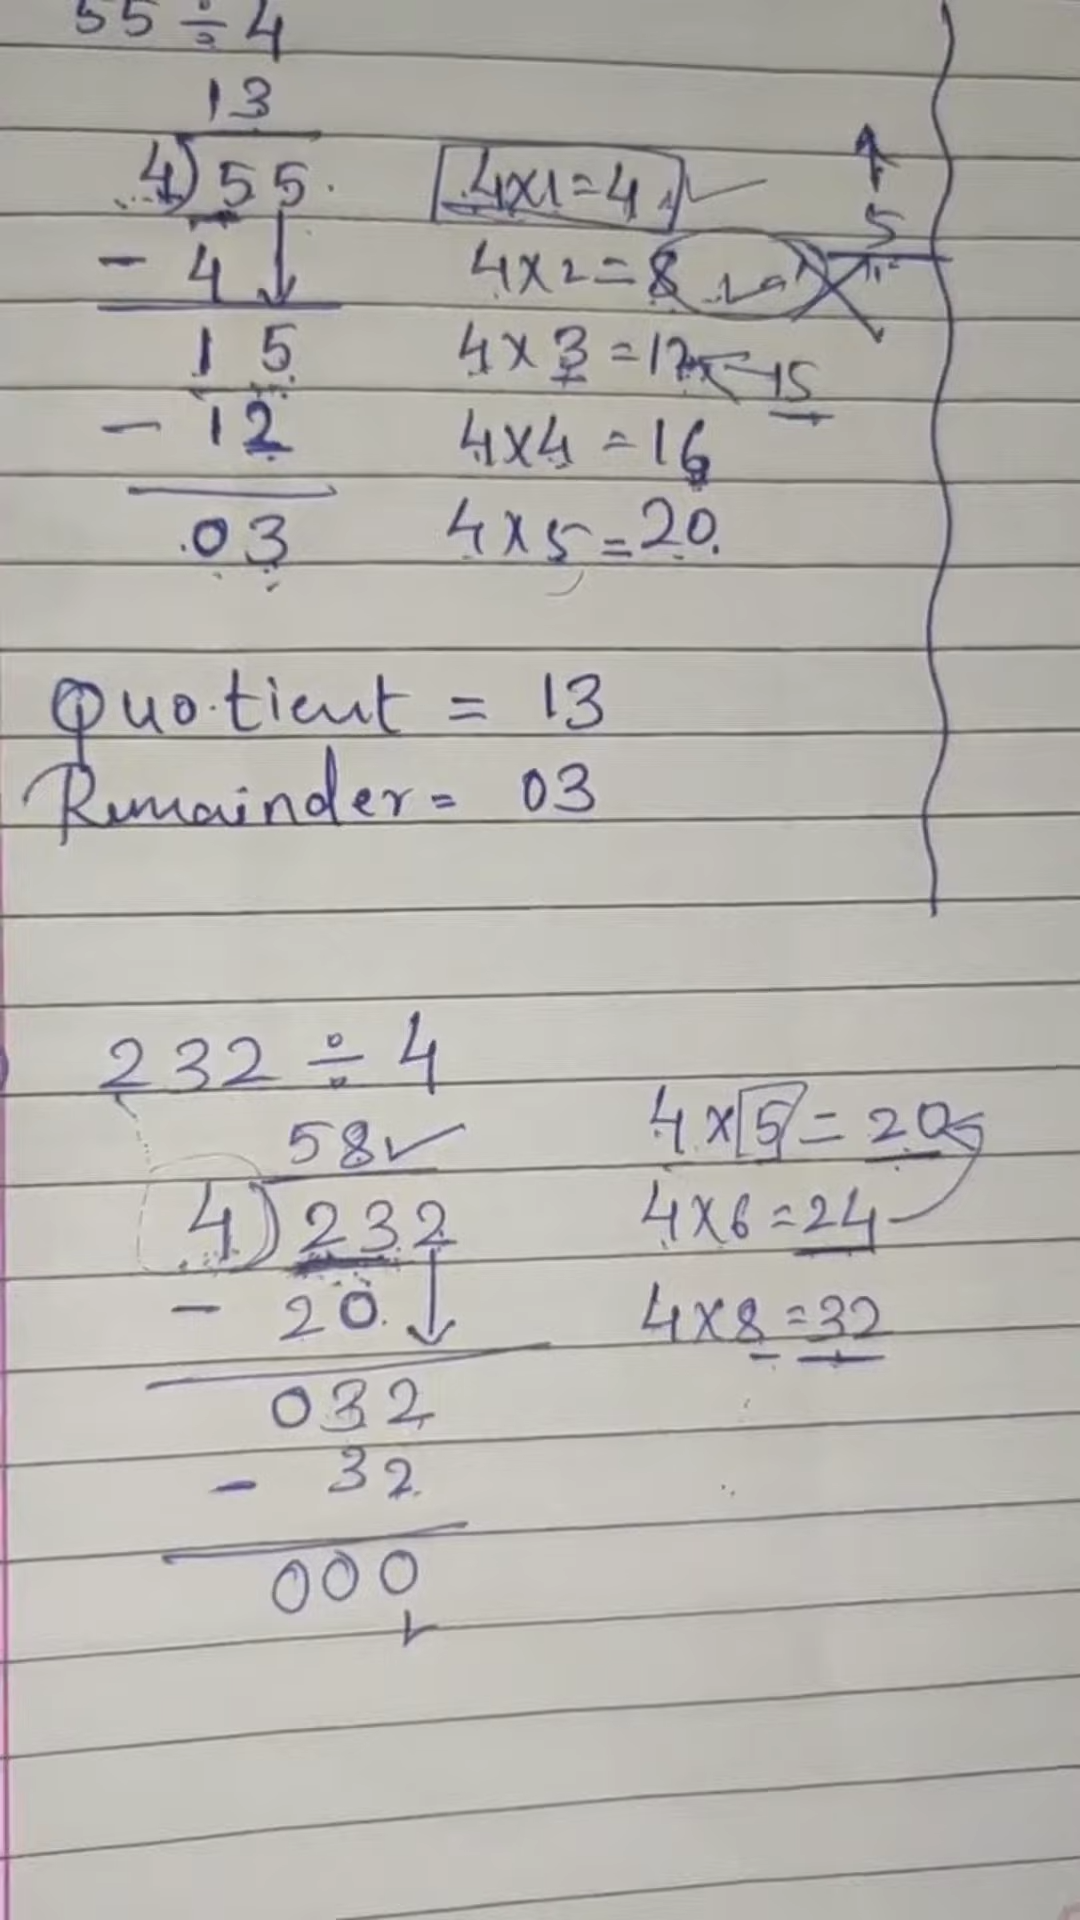 55 ÷ 4
13
4)55
4x1=4
5
- 4
4x2=8
15
4x3=12
15
- 12
4x4=16
03
4x5=20
Quotient = 13
Remainder = 03
232 ÷ 4
58
4x5=20
4)232
4x6=24
- 20
4x8=32
032
- 32
000